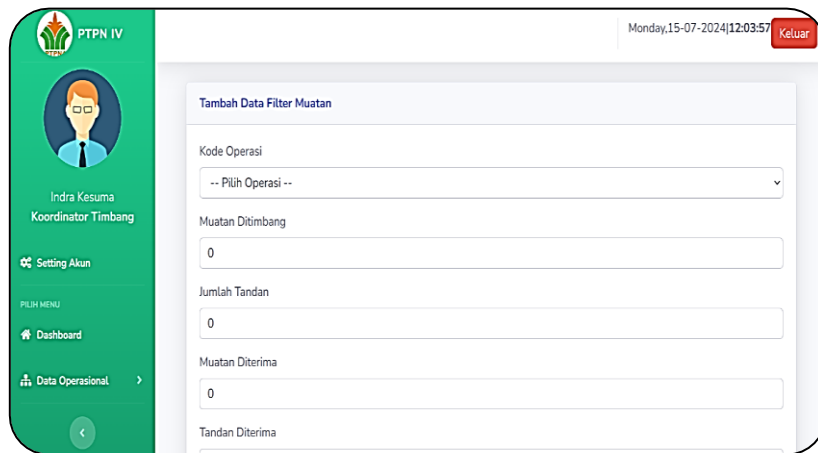 PTPN IV
PTPN4
Monday,15-07-2024|12:03:57
Keluar
Indra Kesuma
Koordinator Timbang
Setting Akun
PILIH MENU
Dashboard
Data Operasional
Tambah Data Filter Muatan
Kode Operasi
-- Pilih Operasi --
Muatan Ditimbang
0
Jumlah Tandan
0
Muatan Diterima
0
Tandan Diterima